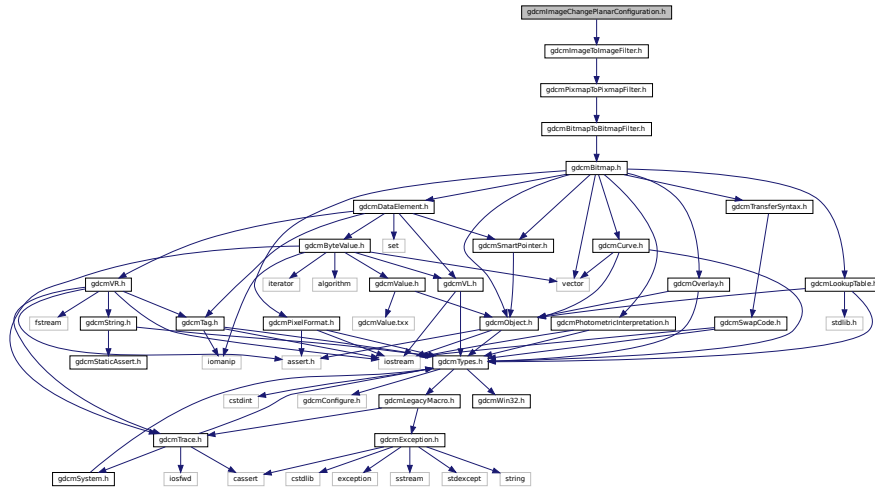 gdcmImageChangePlanarConfiguration.h
gdcmImageToImageFilter.h
gdcmPixmapToPixmapFilter.h
gdcmBitmapToBitmapFilter.h
gdcmBitmap.h
gdcmDataElement.h
gdcmTransferSyntax.h
gdcmByteValue.h
set
gdcmSmartPointer.h
gdcmCurve.h
gdcmVR.h
iterator
algorithm
gdcmValue.h
gdcmVL.h
vector
gdcmOverlay.h
gdcmLookupTable.h
fstream
gdcmString.h
gdcmTag.h
gdcmPixelFormat.h
gdcmValue.txx
gdcmObject.h
gdcmPhotometricInterpretation.h
gdcmSwapCode.h
stdlib.h
gdcmStaticAssert.h
iomanip
assert.h
iostream
gdcmTypes.h
cstdint
gdcmConfigure.h
gdcmLegacyMacro.h
gdcmWin32.h
gdcmTrace.h
gdcmException.h
gdcmSystem.h
iosfwd
cassert
cstdlib
exception
sstream
stdexcept
string